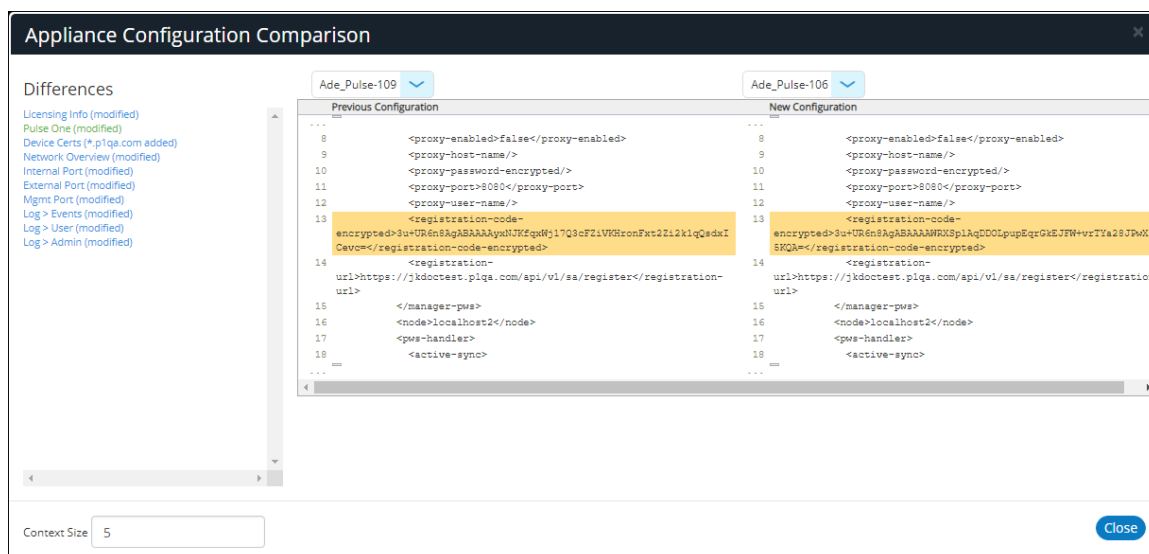 Appliance Configuration Comparison
×
Differences
Licensing Info (modified)
Pulse One (modified)
Device Certs (*.p1qa.com added)
Network Overview (modified)
Internal Port (modified)
External Port (modified)
Mgmt Port (modified)
Log > Events (modified)
Log > User (modified)
Log > Admin (modified)
Context Size 5
Ade_Pulse-109
Previous Configuration
...
8 <proxy-enabled>false</proxy-enabled>
9 <proxy-host-name/>
10 <proxy-password-encrypted/>
11 <proxy-port>8080</proxy-port>
12 <proxy-user-name/>
13 <registration-code-
encrypted>3u+UR6n8AgABAAAAyxNJKfqxWj17Q3cFZiVKHronFxt2Zi2klqQsdxI
Cevc=</registration-code-encrypted>
14 <registration-
url>https://jkdoctest.p1qa.com/api/v1/sa/register</registration-
url>
15 </manager-pws>
16 <node>localhost2</node>
17 <pws-handler>
18 <active-sync>
...
Ade_Pulse-106
New Configuration
...
8 <proxy-enabled>false</proxy-enabled>
9 <proxy-host-name/>
10 <proxy-password-encrypted/>
11 <proxy-port>8080</proxy-port>
12 <proxy-user-name/>
13 <registration-code-
encrypted>3u+UR6n8AgABAAAAWRXSplAqDDOLpupEqrGkEJFW+vrTYa28JPwX
5KQA=</registration-code-encrypted>
14 <registration-
url>https://jkdoctest.p1qa.com/api/v1/sa/register</registratio
url>
15 </manager-pws>
16 <node>localhost2</node>
17 <pws-handler>
18 <active-sync>
...
Close